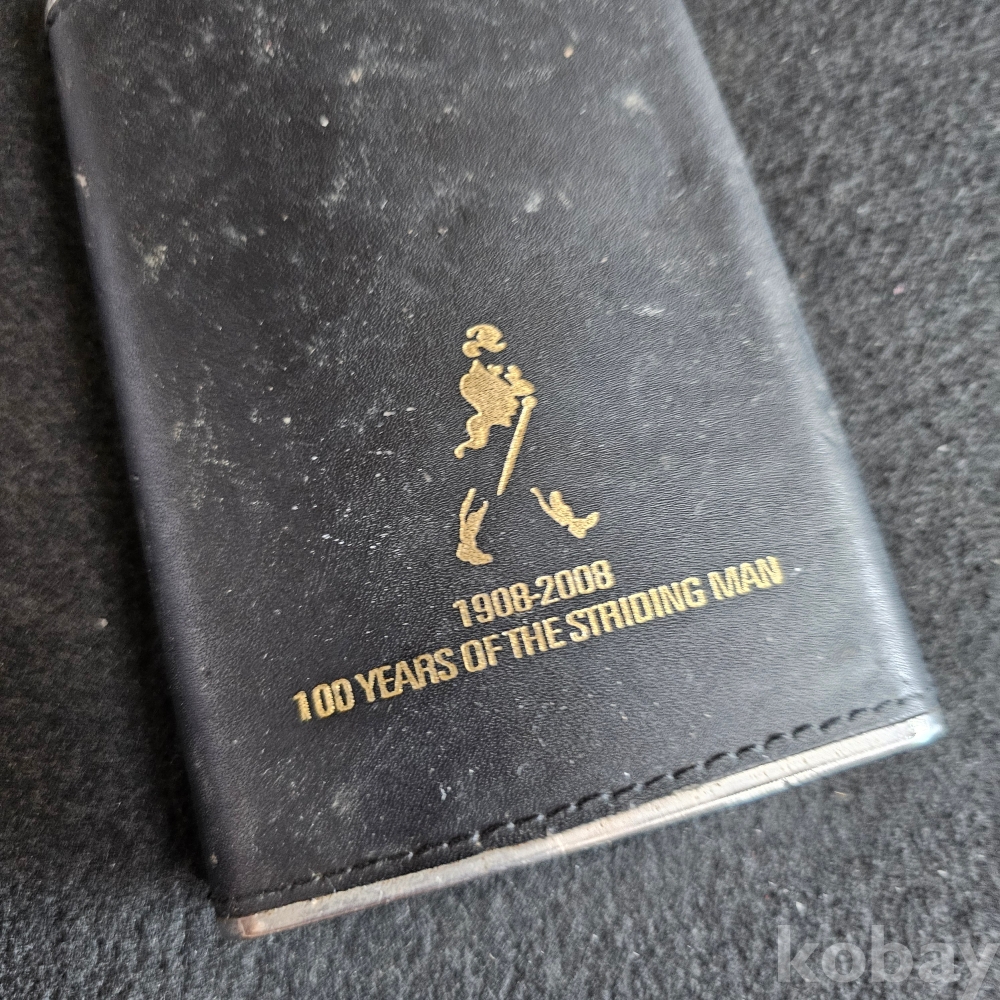 1908-2008
100 YEARS OF THE STRIDING MAN
kobay